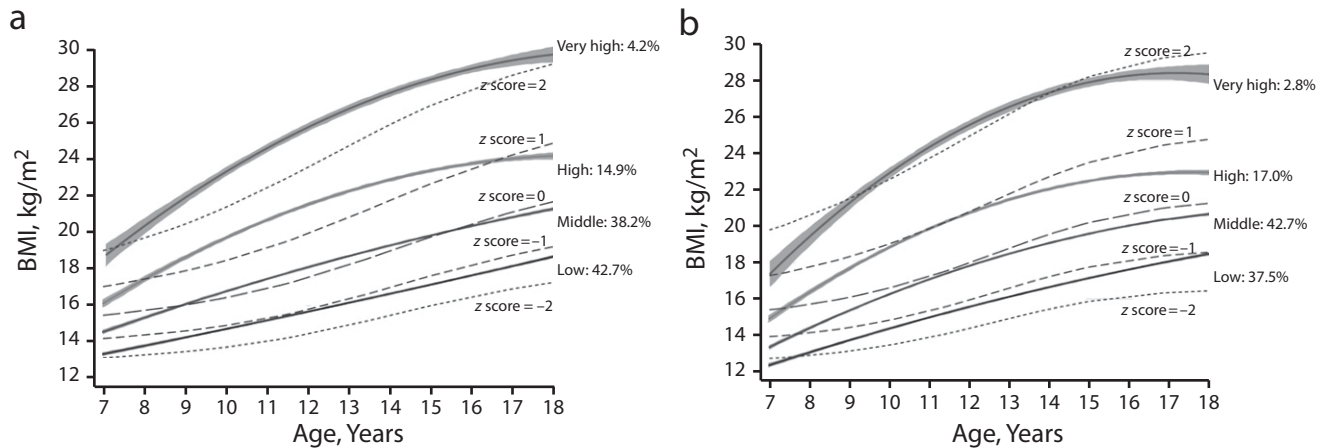 a
30
28
26
24
22
20
18
16
14
12
BMI, kg/m²
7 8 9 10 11 12 13 14 15 16 17 18
Age, Years
Very high: 4.2%
z score = 2
z score = 1
High: 14.9%
z score = 0
Middle: 38.2%
z score = –1
Low: 42.7%
z score = –2
b
30
28
26
24
22
20
18
16
14
12
BMI, kg/m²
7 8 9 10 11 12 13 14 15 16 17 18
Age, Years
z score = 2
Very high: 2.8%
z score = 1
High: 17.0%
z score = 0
Middle: 42.7%
z score = –1
Low: 37.5%
z score = –2